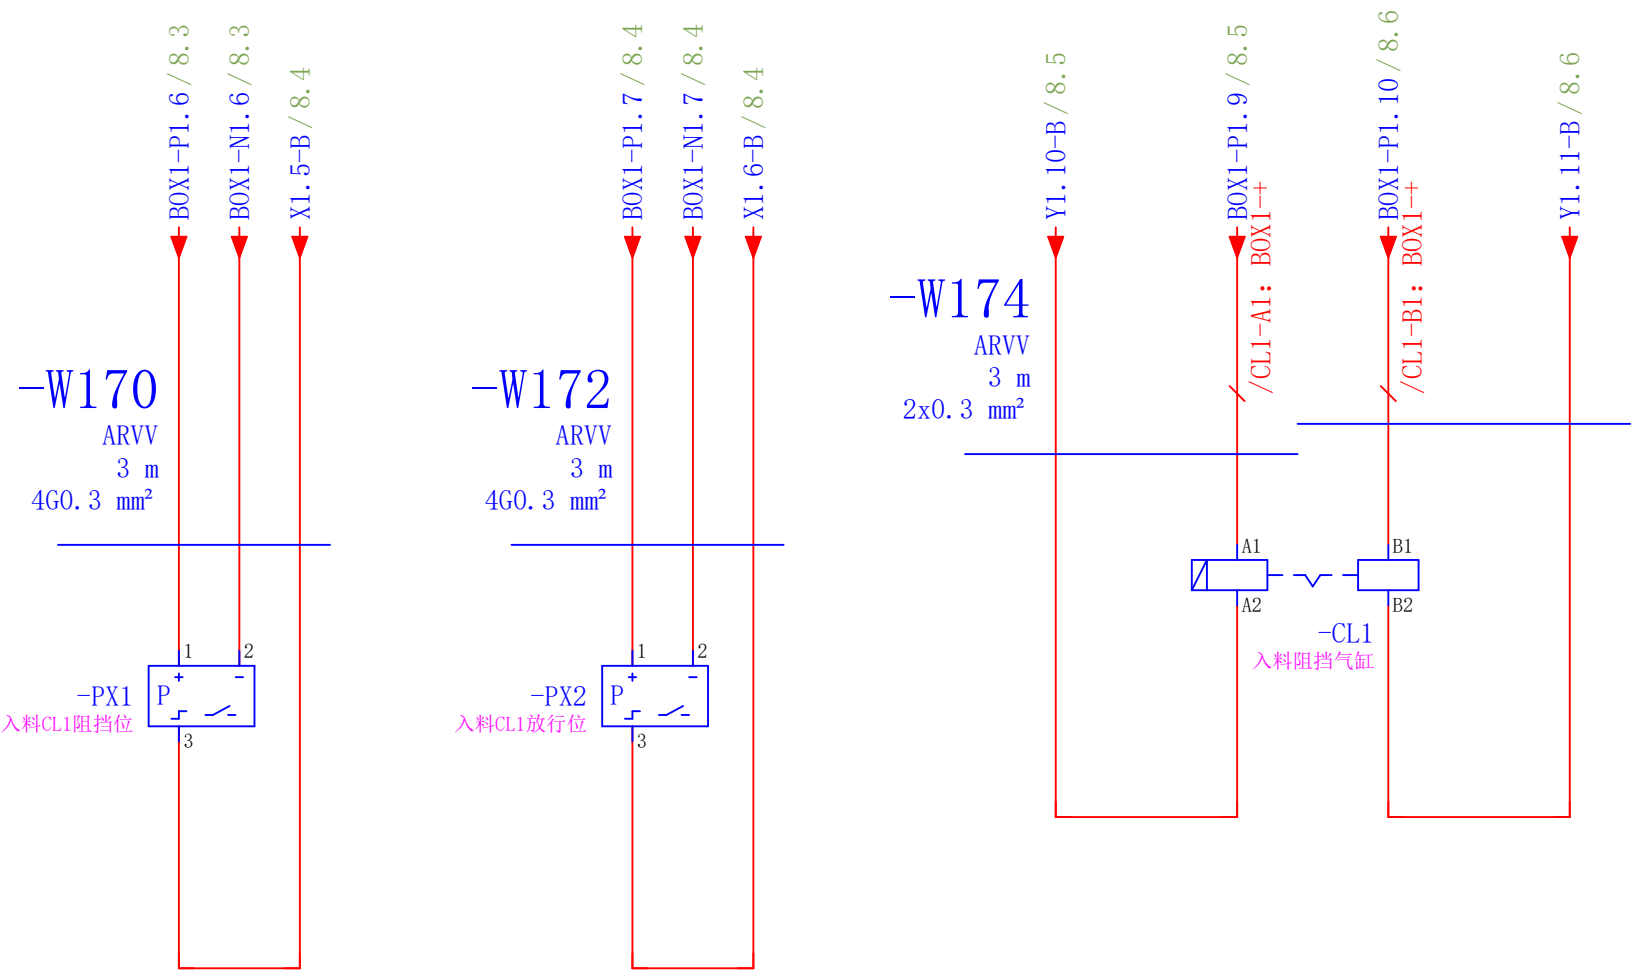 BOX1-P1.6/8.3
BOX1-N1.6/8.3
X1.5-B/8.4
BOX1-P1.7/8.4
BOX1-N1.7/8.4
X1.6-B/8.4
Y1.10-B/8.5
BOX1-P1.9/8.5
/CL1-A1: BOX1-+
BOX1-P1.10/8.6
/CL1-B1: BOX1-+
Y1.11-B/8.6
-W170
ARVV
3 m
4G0.3 mm²
-W172
ARVV
3 m
4G0.3 mm²
-W174
ARVV
3 m
2x0.3 mm²
1
2
+
-
P
3
-PX1
入料CL1阻挡位
1
2
+
-
P
3
-PX2
入料CL1放行位
A1
A2
B1
B2
-CL1
入料阻挡气缸